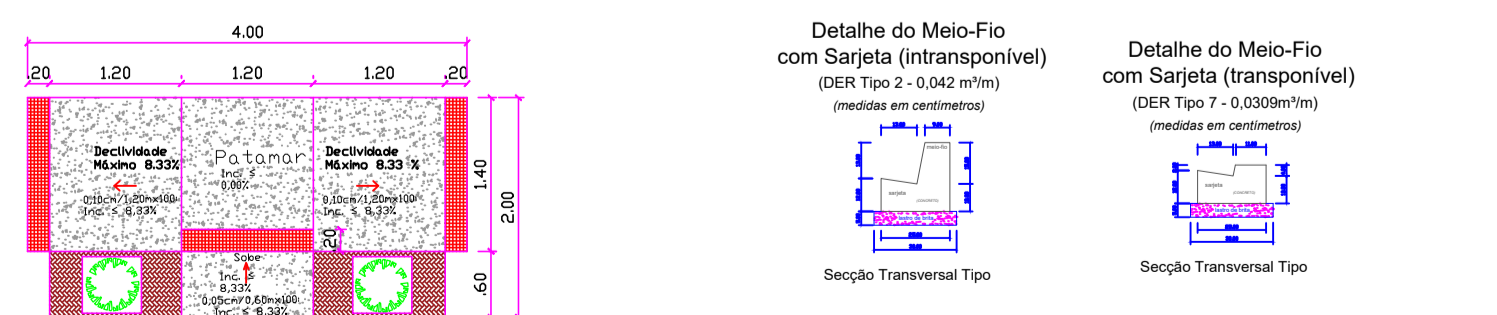 4.00
.20 1.20 1.20 1.20 .20
Declividade
Máximo 8.33%
0,10cm/1,20mx100
Inc. ≤ 8,33%
Patamar
Inc. ≤
0,00%
Declividade
Máximo 8.33 %
0,10cm/1,20mx100
Inc. ≤ 8,33%
1.40
2.00
.20
.60
Sobe
Inc. ≤
8,33%
0,05cm/0,60mx100
Inc. ≤ 8.33%
Detalhe do Meio-Fio
com Sarjeta (intransponível)
(DER Tipo 2 - 0,042 m³/m)
(medidas em centímetros)
meio-fio
sarjeta
(CONCRETO)
lastro de brita
Secção Transversal Tipo
Detalhe do Meio-Fio
com Sarjeta (transponível)
(DER Tipo 7 - 0,0309m³/m)
(medidas em centímetros)
sarjeta
(CONCRETO)
lastro de brita
Secção Transversal Tipo